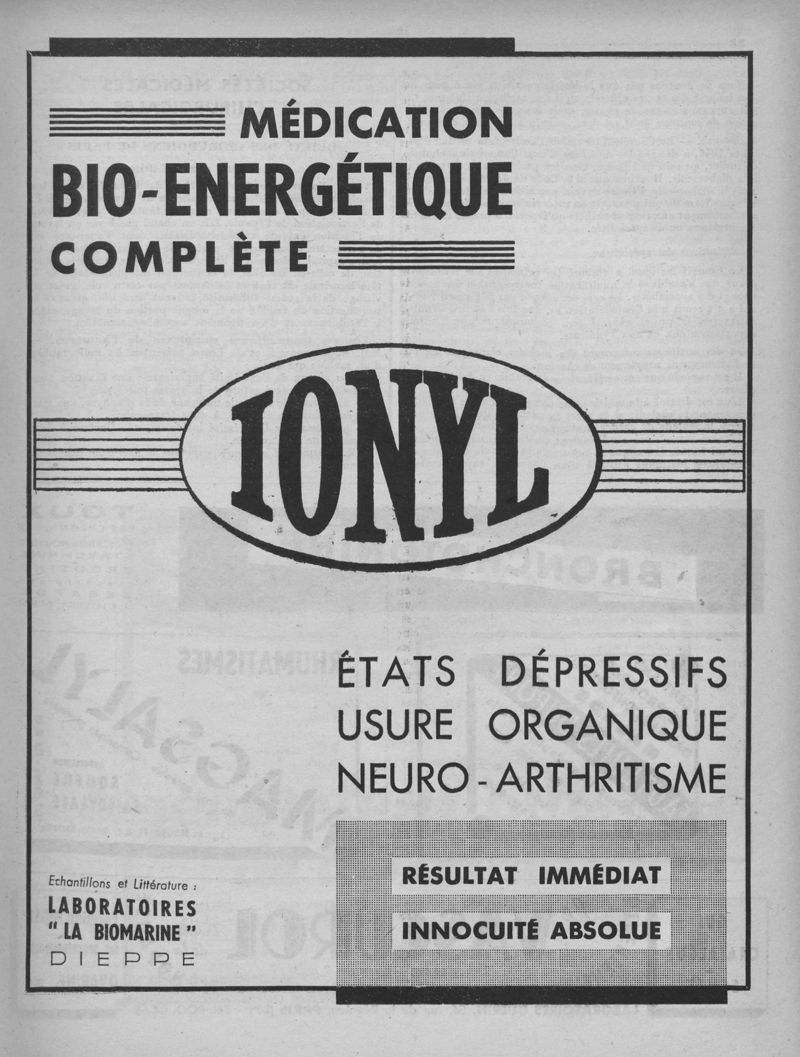 MÉDICATION
BIO-ENERGÉTIQUE
COMPLÈTE
IONYL
ÉTATS DÉPRESSIFS
USURE ORGANIQUE
NEURO-ARTHRITISME
RÉSULTAT IMMÉDIAT
INNOCUITÉ ABSOLUE
Echantillons et Littérature :
LABORATOIRES
"LA BIOMARINE"
DIEPPE